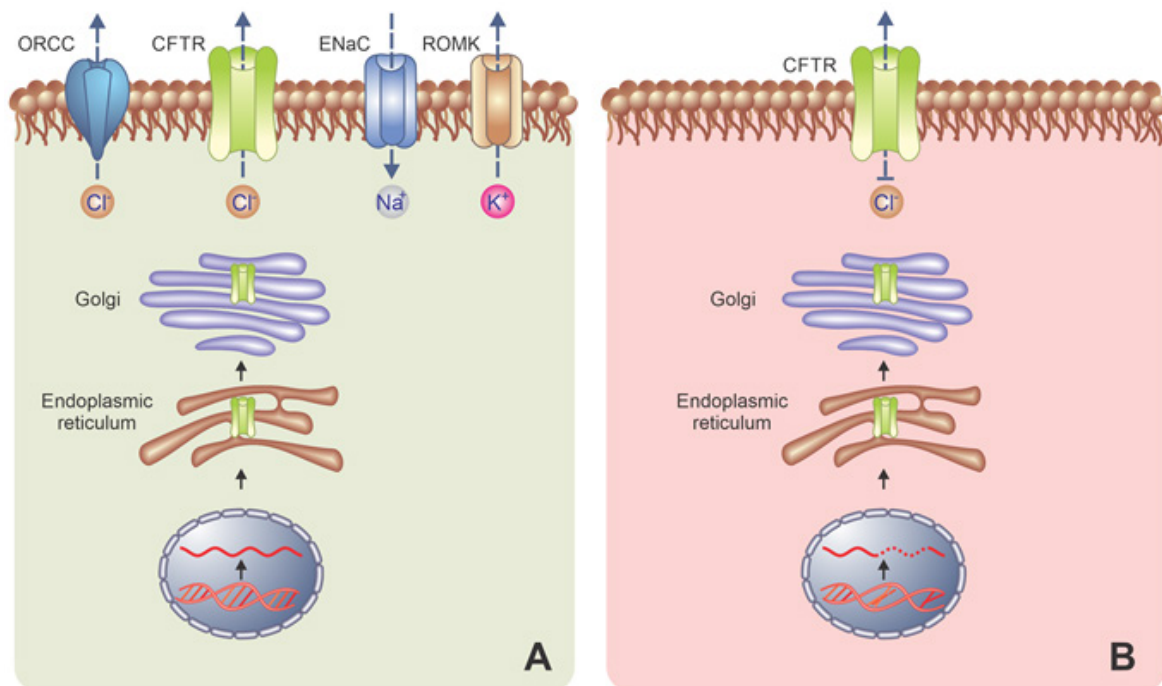 ORCC
CFTR
ENaC
ROMK
Cl-
Cl-
Na+
K+
Golgi
Endoplasmic
reticulum
A
CFTR
Cl-
Golgi
Endoplasmic
reticulum
B